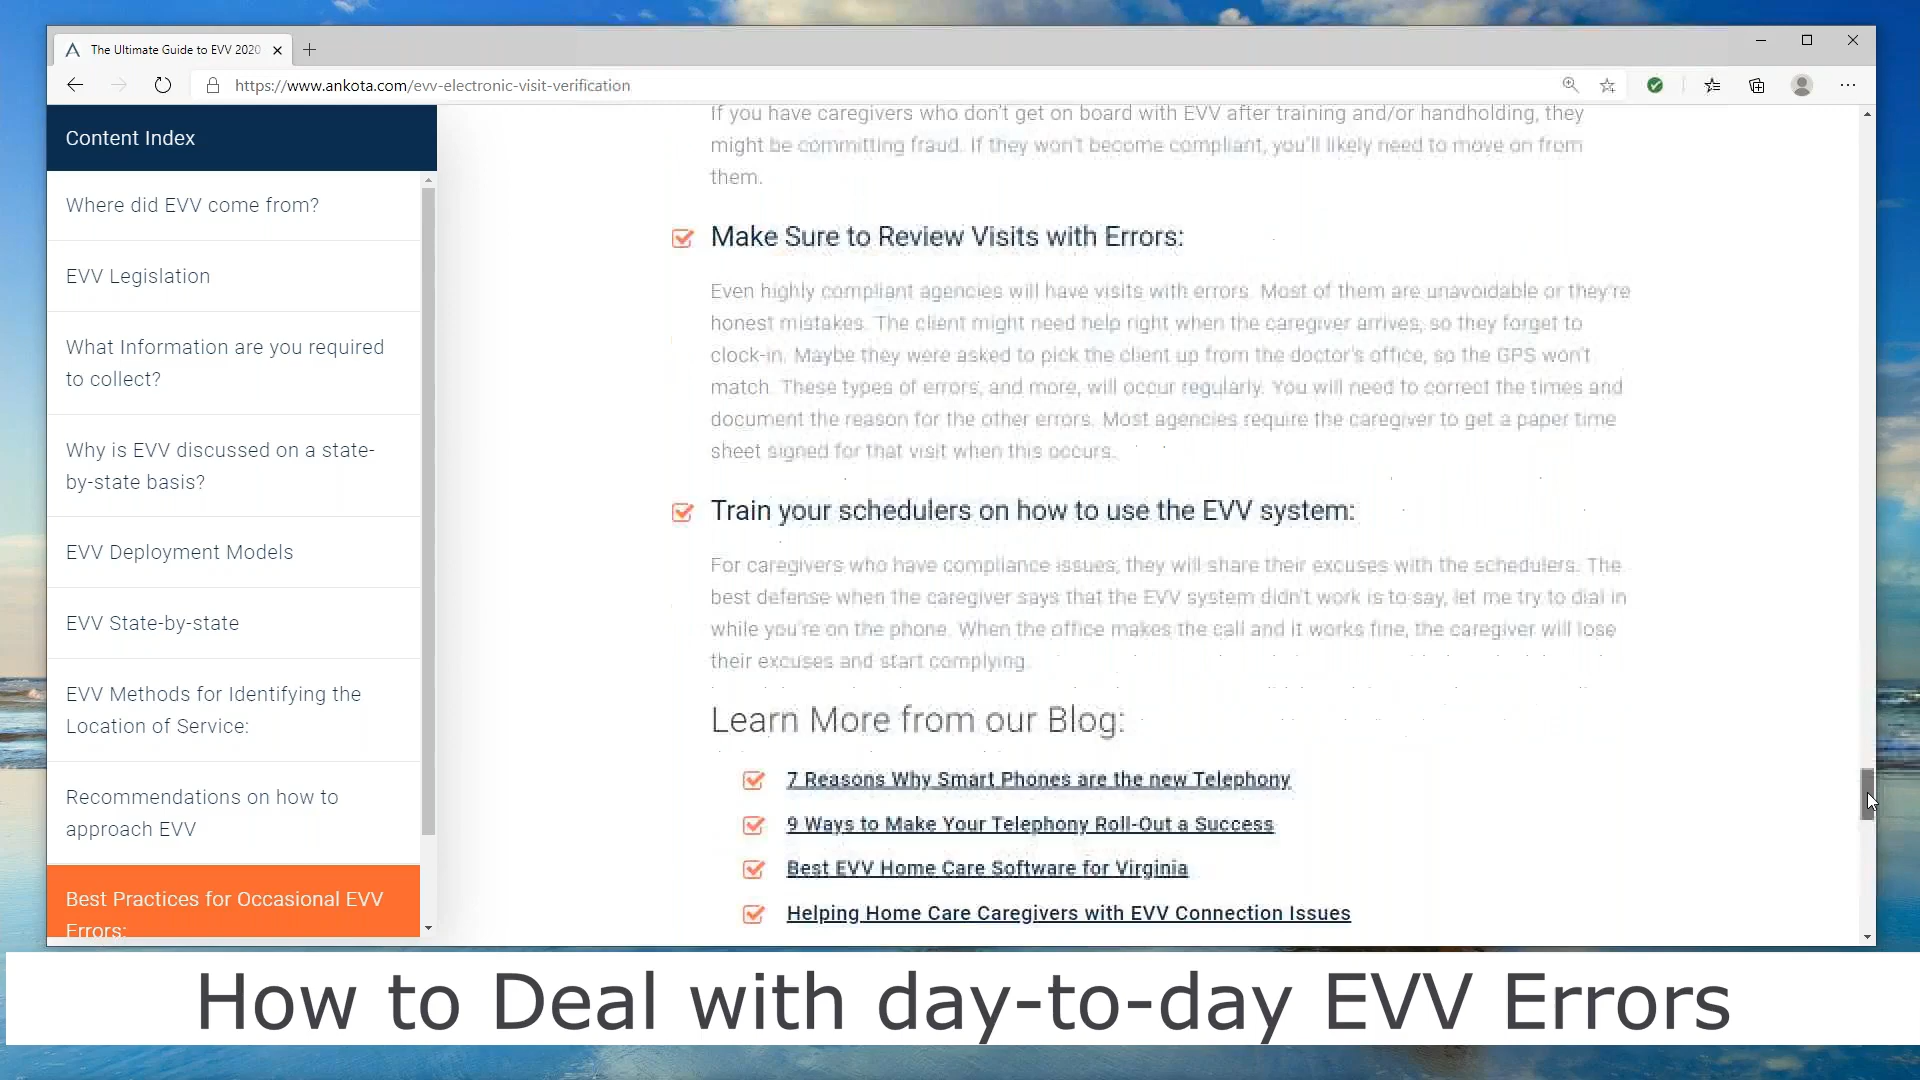 The Ultimate Guide to EVV 2020
https://www.ankota.com/evv-electronic-visit-verification
Content Index
Where did EVV come from?
EVV Legislation
What Information are you required
to collect?
Why is EVV discussed on a state-
by-state basis?
EVV Deployment Models
EVV State-by-state
EVV Methods for Identifying the
Location of Service:
Recommendations on how to
approach EVV
Best Practices for Occasional EVV
Errors:
If you have caregivers who don't get on board with EVV after training and/or handholding, they
might be committing fraud. If they won't become compliant, you'll likely need to move on from
them.
Make Sure to Review Visits with Errors:
Even highly compliant agencies will have visits with errors. Most of them are unavoidable or they're
honest mistakes. The client might need help right when the caregiver arrives, so they forget to
clock-in. Maybe they were asked to pick the client up from the doctor's office, so the GPS won't
match. These types of errors, and more, will occur regularly. You will need to correct the times and
document the reason for the other errors. Most agencies require the caregiver to get a paper time
sheet signed for that visit when this occurs.
Train your schedulers on how to use the EVV system:
For caregivers who have compliance issues, they will share their excuses with the schedulers. The
best defense when the caregiver says that the EVV system didn't work is to say, let me try to dial in
while you're on the phone. When the office makes the call and it works fine, the caregiver will lose
their excuses and start complying.
Learn More from our Blog:
7 Reasons Why Smart Phones are the new Telephony
9 Ways to Make Your Telephony Roll-Out a Success
Best EVV Home Care Software for Virginia
Helping Home Care Caregivers with EVV Connection Issues
How to Deal with day-to-day EVV Errors